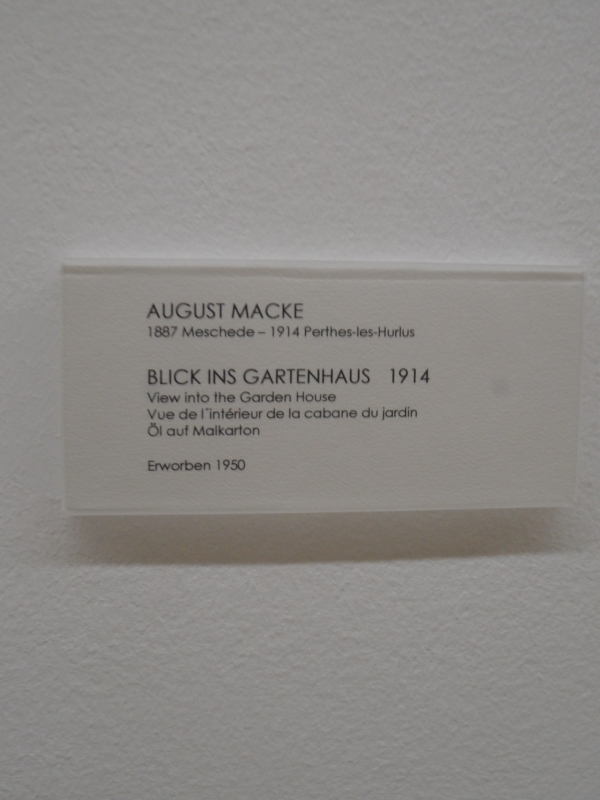 AUGUST MACKE
1887 Meschede – 1914 Perthes-les-Hurlus
BLICK INS GARTENHAUS 1914
View into the Garden House
Vue de l´intérieur de la cabane du jardin
Öl auf Malkarton
Erworben 1950